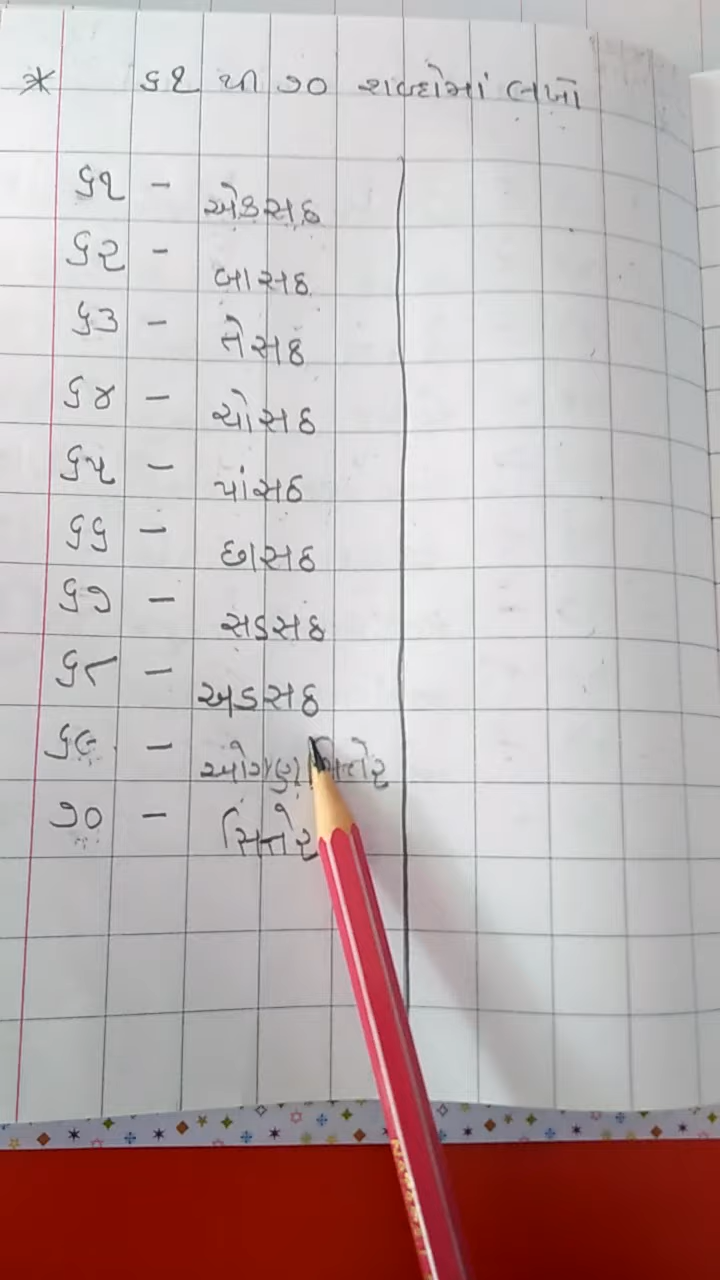 * ૬૧ થી ૭૦ શબ્દોમાં લખો
૬૧ - એકસઠ
૬૨ - બાસઠ
૬૩ - તેસઠ
૬૪ - ચોસઠ
૬૫ - પાંસઠ
૬૬ - છાસઠ
૬૭ - સડસઠ
૬૮ - અડસઠ
૬૯ - ઓગણસિત્તેર
૭૦ - સિત્તેર